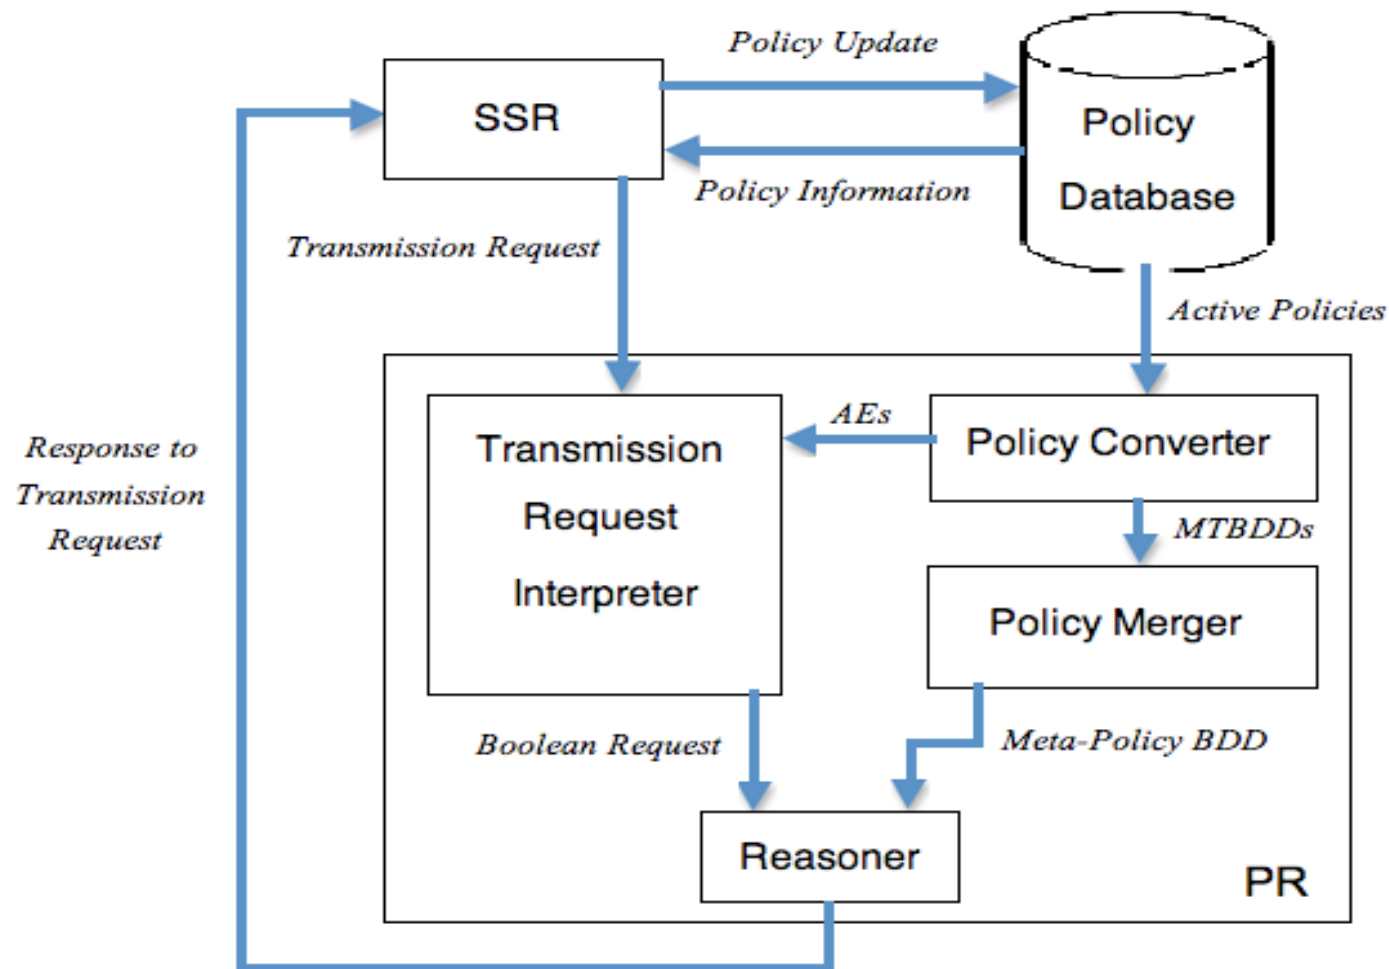 Policy Update
SSR
Policy
Database
Policy Information
Transmission Request
Active Policies
AEs
Transmission
Request
Interpreter
Policy Converter
Response to
Transmission
Request
MTBDDs
Policy Merger
Boolean Request
Meta-Policy BDD
Reasoner
PR